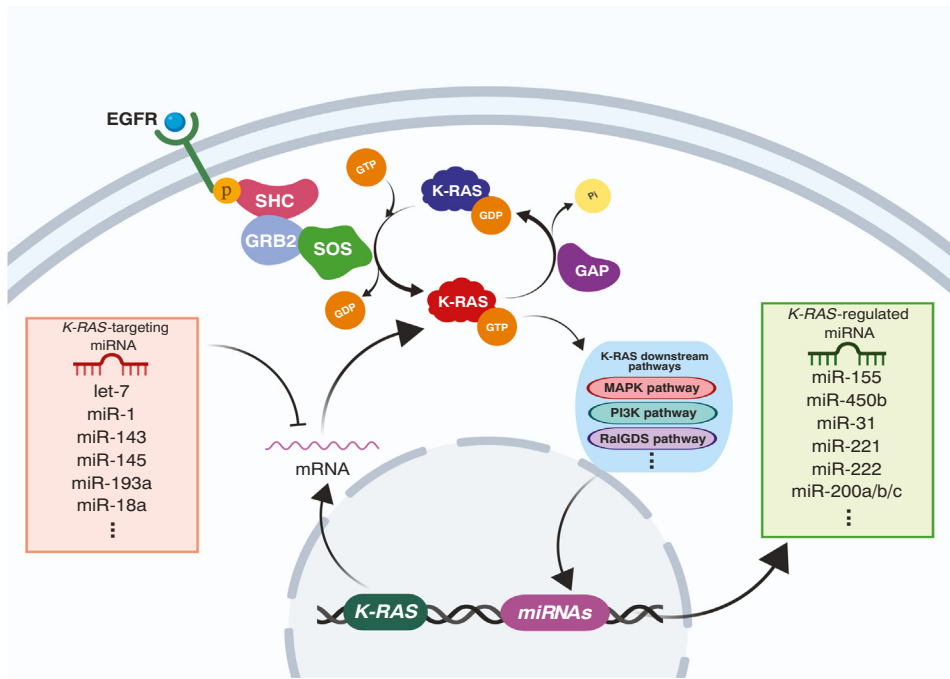 EGFR
p
SHC
GRB2
SOS
GTP
GDP
K-RAS
GDP
Pi
GAP
K-RAS
GTP
K-RAS-targeting
miRNA
let-7
miR-1
miR-143
miR-145
miR-193a
miR-18a
⋮
mRNA
K-RAS downstream
pathways
MAPK pathway
PI3K pathway
RalGDS pathway
⋮
K-RAS-regulated
miRNA
miR-155
miR-450b
miR-31
miR-221
miR-222
miR-200a/b/c
⋮
K-RAS
miRNAs